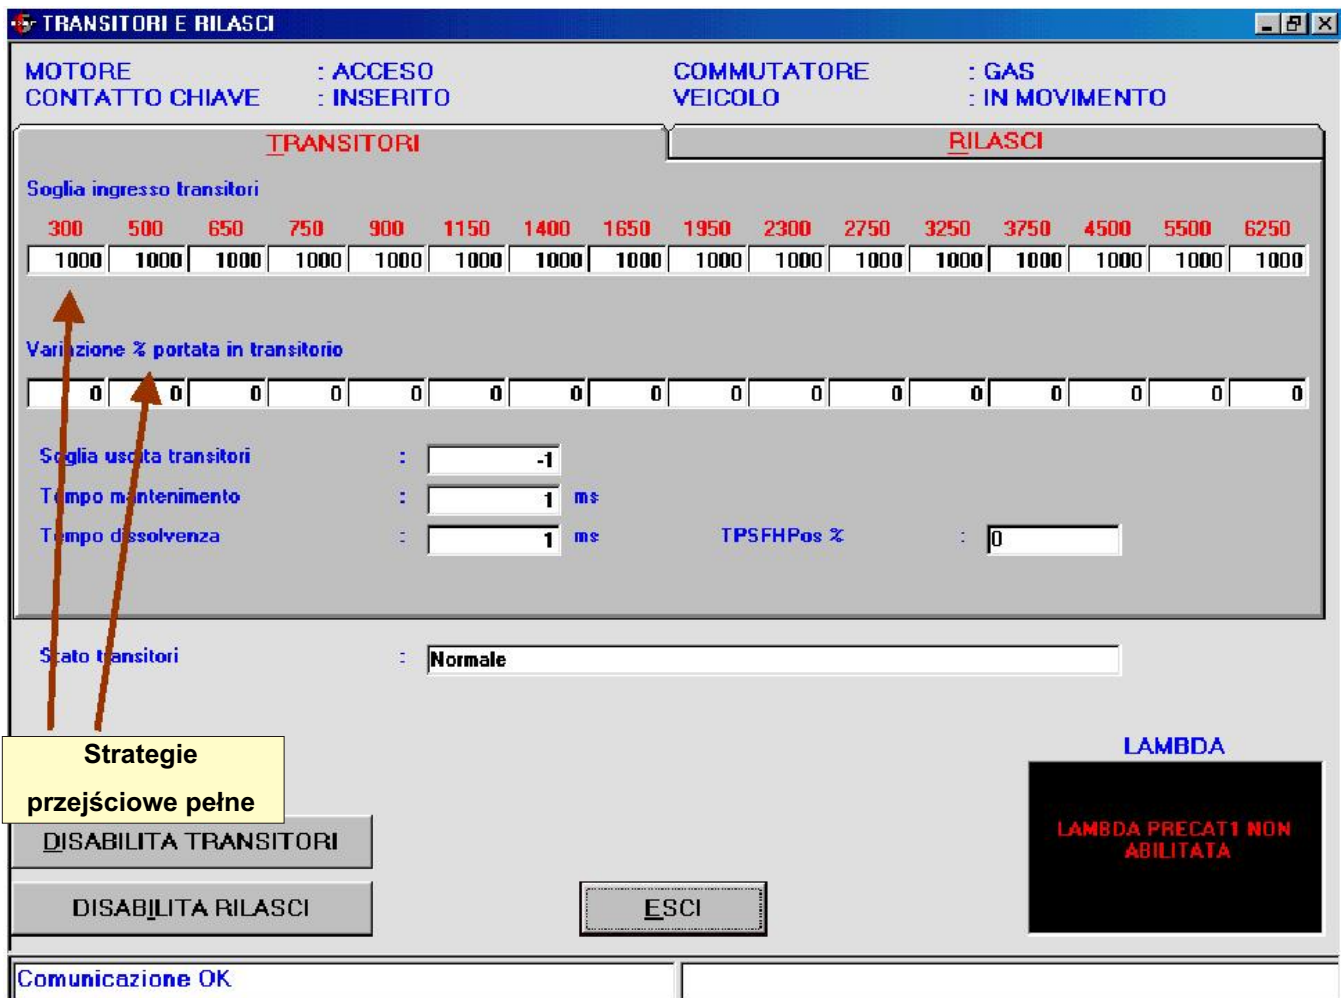 TRANSITORI E RILASCI
MOTORE : ACCESO COMMUTATORE : GAS
CONTATTO CHIAVE : INSERITO VEICOLO : IN MOVIMENTO
TRANSITORI RILASCI
Soglia ingresso transitori
300 500 650 750 900 1150 1400 1650 1950 2300 2750 3250 3750 4500 5500 6250
1000 1000 1000 1000 1000 1000 1000 1000 1000 1000 1000 1000 1000 1000 1000 1000
Variazione % portata in transitorio
0 0 0 0 0 0 0 0 0 0 0 0 0 0 0 0
Soglia uscita transitori : -1
Tempo mantenimento : 1 ms
Tempo dissolvenza : 1 ms TPSFHPos % : 0
Stato transitori : Normale
Strategie
przejściowe pełne
LAMBDA
LAMBDA PRECAT1 NON
ABILITATA
DISABILITA TRANSITORI
DISABILITA RILASCI ESCI
Comunicazione OK